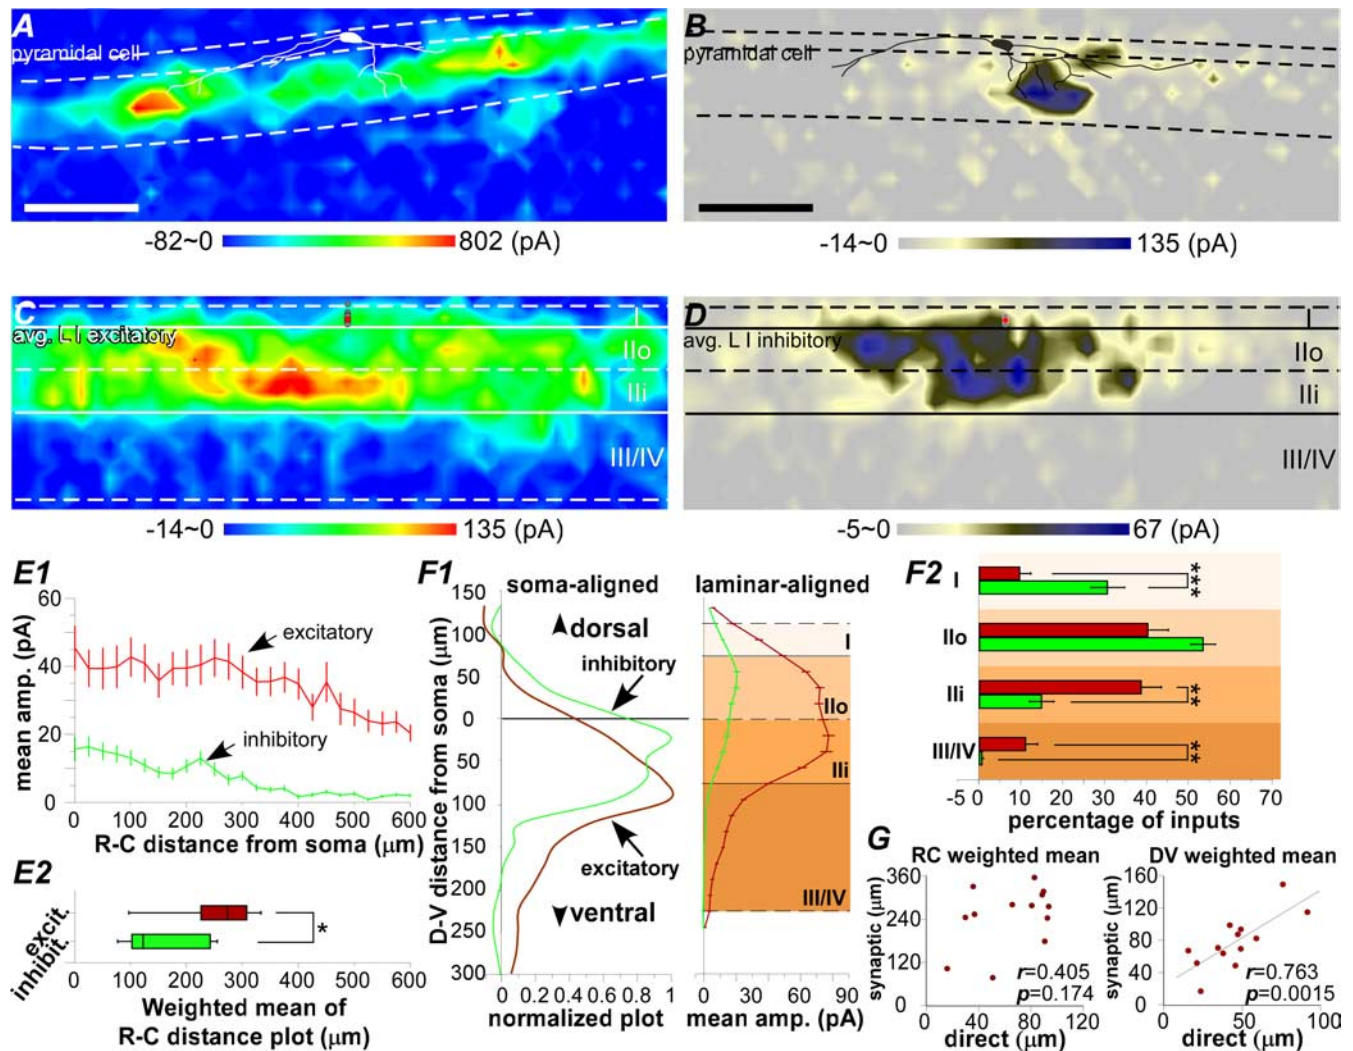 A
pyramidal cell
B
pyramidal cell
-82~0 802 (pA)
-14~0 135 (pA)
C
avg. L I excitatory
I
IIo
IIi
III/IV
D
avg. L I inhibitory
I
IIo
IIi
III/IV
-14~0 135 (pA)
-5~0 67 (pA)
E1
mean amp. (pA)
60
40
20
0
excitatory
inhibitory
0 100 200 300 400 500 600
R-C distance from soma (μm)
E2
excit.
inhibit.
*
0 100 200 300 400 500 600
Weighted mean of
R-C distance plot (μm)
F1
soma-aligned
laminar-aligned
D-V distance from soma (μm)
150
100
50
0
50
100
150
200
250
300
dorsal
inhibitory
excitatory
ventral
0 0.2 0.4 0.6 0.8 1
normalized plot
I
IIo
IIi
III/IV
0 30 60 90
mean amp. (pA)
F2
I
***
IIo
IIi
**
III/IV
**
-5 0 10 20 30 40 50 60 70
percentage of inputs
G
RC weighted mean
synaptic (μm)
360
240
120
0
r=0.405
p=0.174
0 40 80 120
direct (μm)
DV weighted mean
synaptic (μm)
160
120
80
40
0
r=0.763
p=0.0015
0 50 100
direct (μm)